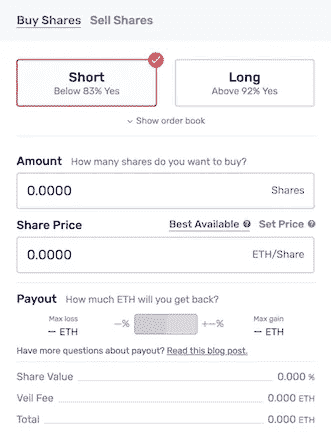 Buy Shares Sell Shares
Short Long
Below 83% Yes Above 92% Yes
Show order book
Amount How many shares do you want to buy?
0.0000 Shares
Share Price Best Available ? Set Price ?
0.0000 ETH/Share
Payout How much ETH will you get back?
Max loss Max gain
— ETH —% +—% — ETH
Have more questions about payout? Read this blog post.
Share Value 0.000 %
Veil Fee 0.000 ETH
Total 0.000 ETH